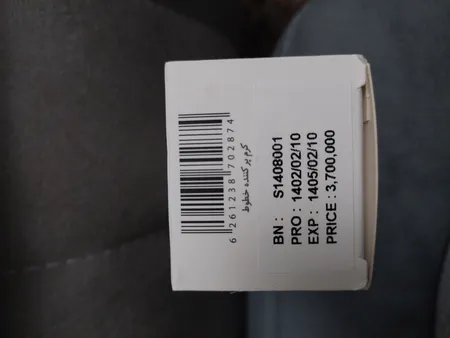 6 261238 702874
کرم پر کننده خطوط
BN : S1408001
PRO : 1402/02/10
EXP : 1405/02/10
PRICE : 3,700,000